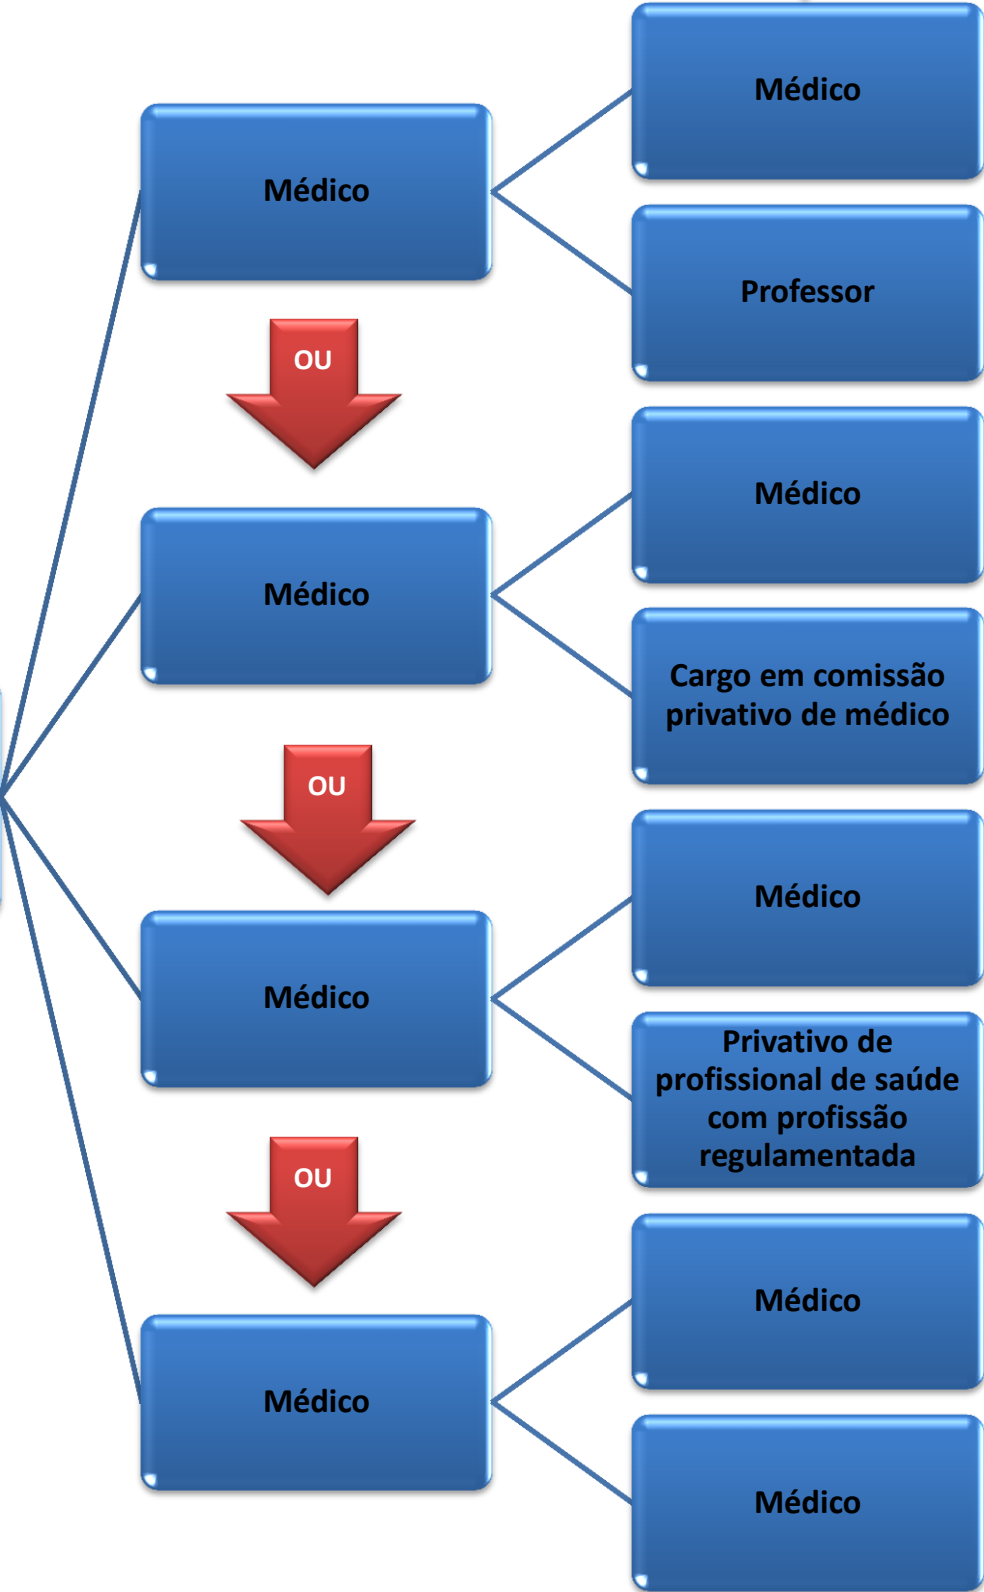 Médico
Médico
Professor
OU
Médico
Médico
Cargo em comissão
privativo de médico
OU
Médico
Médico
Privativo de
profissional de saúde
com profissão
regulamentada
OU
Médico
Médico
Médico